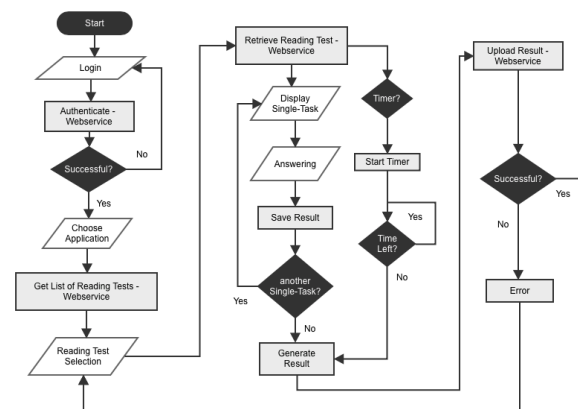 Start
Login
Authenticate -
Webservice
Successful?
No
Yes
Choose
Application
Get List of Reading Tests -
Webservice
Reading Test
Selection
Retrieve Reading Test -
Webservice
Display
Single-Task
Answering
Save Result
another
Single-Task?
Yes
No
Generate
Result
Timer?
Start Timer
Yes
Time
Left?
No
Upload Result -
Webservice
Successful?
Yes
No
Error